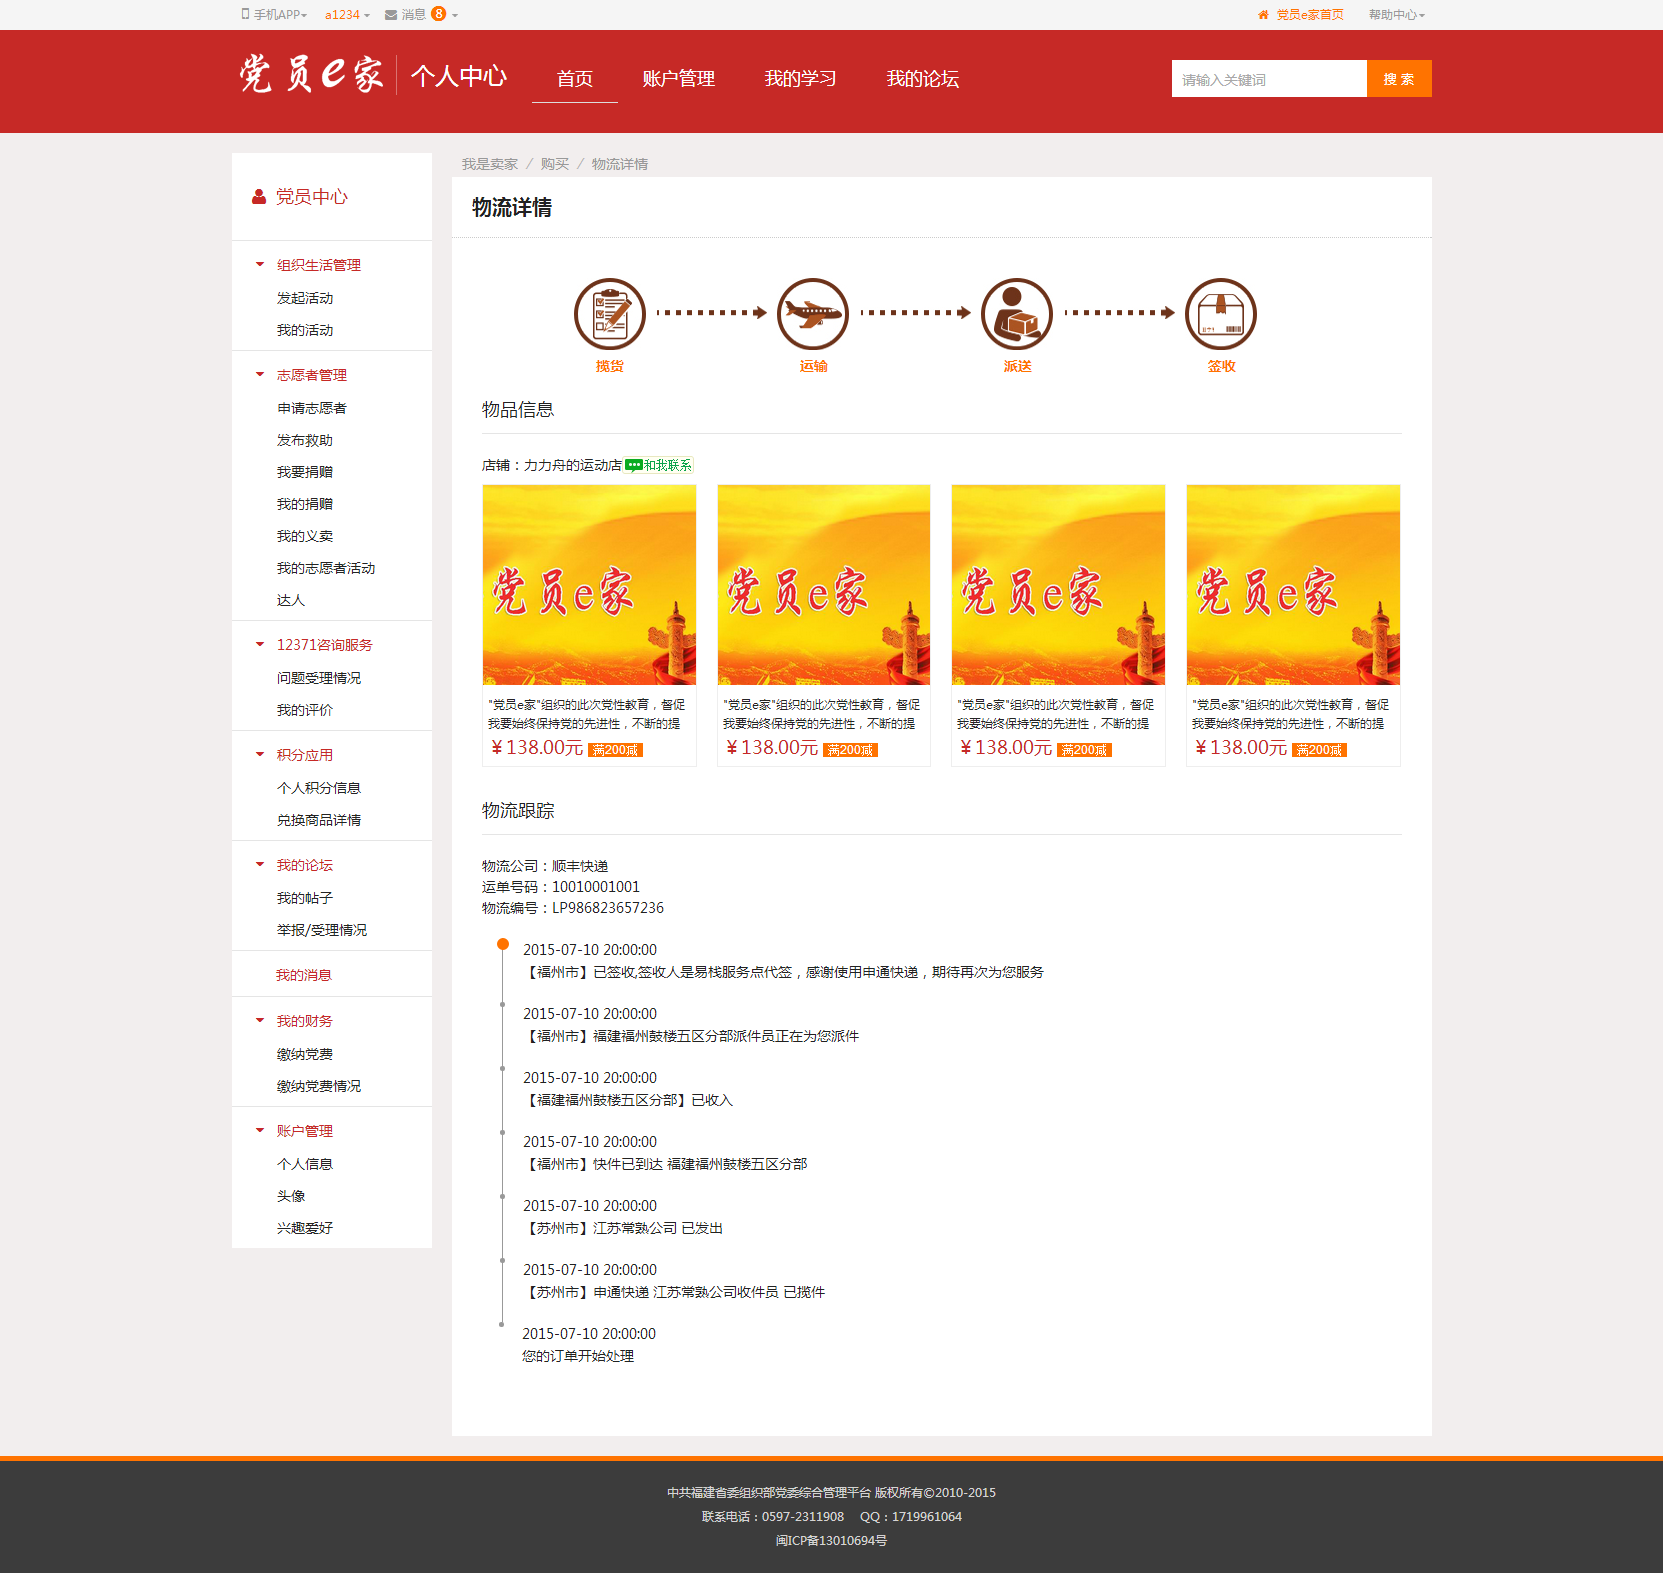 手机APP a1234 消息 8 党员e家首页 帮助中心
党员e家 个人中心 首页 账户管理 我的学习 我的论坛 请输入关键词 搜 索
党员中心
组织生活管理
发起活动
我的活动
志愿者管理
申请志愿者
发布救助
我要捐赠
我的捐赠
我的义卖
我的志愿者活动
达人
12371咨询服务
问题受理情况
我的评价
积分应用
个人积分信息
兑换商品详情
我的论坛
我的帖子
举报/受理情况
我的消息
我的财务
缴纳党费
缴纳党费情况
账户管理
个人信息
头像
兴趣爱好
我是卖家 / 购买 / 物流详情
物流详情
揽货 运输 派送 签收
物品信息
店铺：力力舟的运动店 和我联系
党员e家
"党员e家"组织的此次党性教育，督促
我要始终保持党的先进性，不断的提
￥138.00元 满200减
党员e家
"党员e家"组织的此次党性教育，督促
我要始终保持党的先进性，不断的提
￥138.00元 满200减
党员e家
"党员e家"组织的此次党性教育，督促
我要始终保持党的先进性，不断的提
￥138.00元 满200减
党员e家
"党员e家"组织的此次党性教育，督促
我要始终保持党的先进性，不断的提
￥138.00元 满200减
物流跟踪
物流公司：顺丰快递
运单号码：10010001001
物流编号：LP986823657236
2015-07-10 20:00:00
【福州市】已签收,签收人是易栈服务点代签，感谢使用申通快递，期待再次为您服务
2015-07-10 20:00:00
【福州市】福建福州鼓楼五区分部派件员正在为您派件
2015-07-10 20:00:00
【福建福州鼓楼五区分部】已收入
2015-07-10 20:00:00
【福州市】快件已到达 福建福州鼓楼五区分部
2015-07-10 20:00:00
【苏州市】江苏常熟公司 已发出
2015-07-10 20:00:00
【苏州市】申通快递 江苏常熟公司收件员 已揽件
2015-07-10 20:00:00
您的订单开始处理
中共福建省委组织部党委综合管理平台 版权所有©2010-2015
联系电话：0597-2311908 QQ：1719961064
闽ICP备13010694号